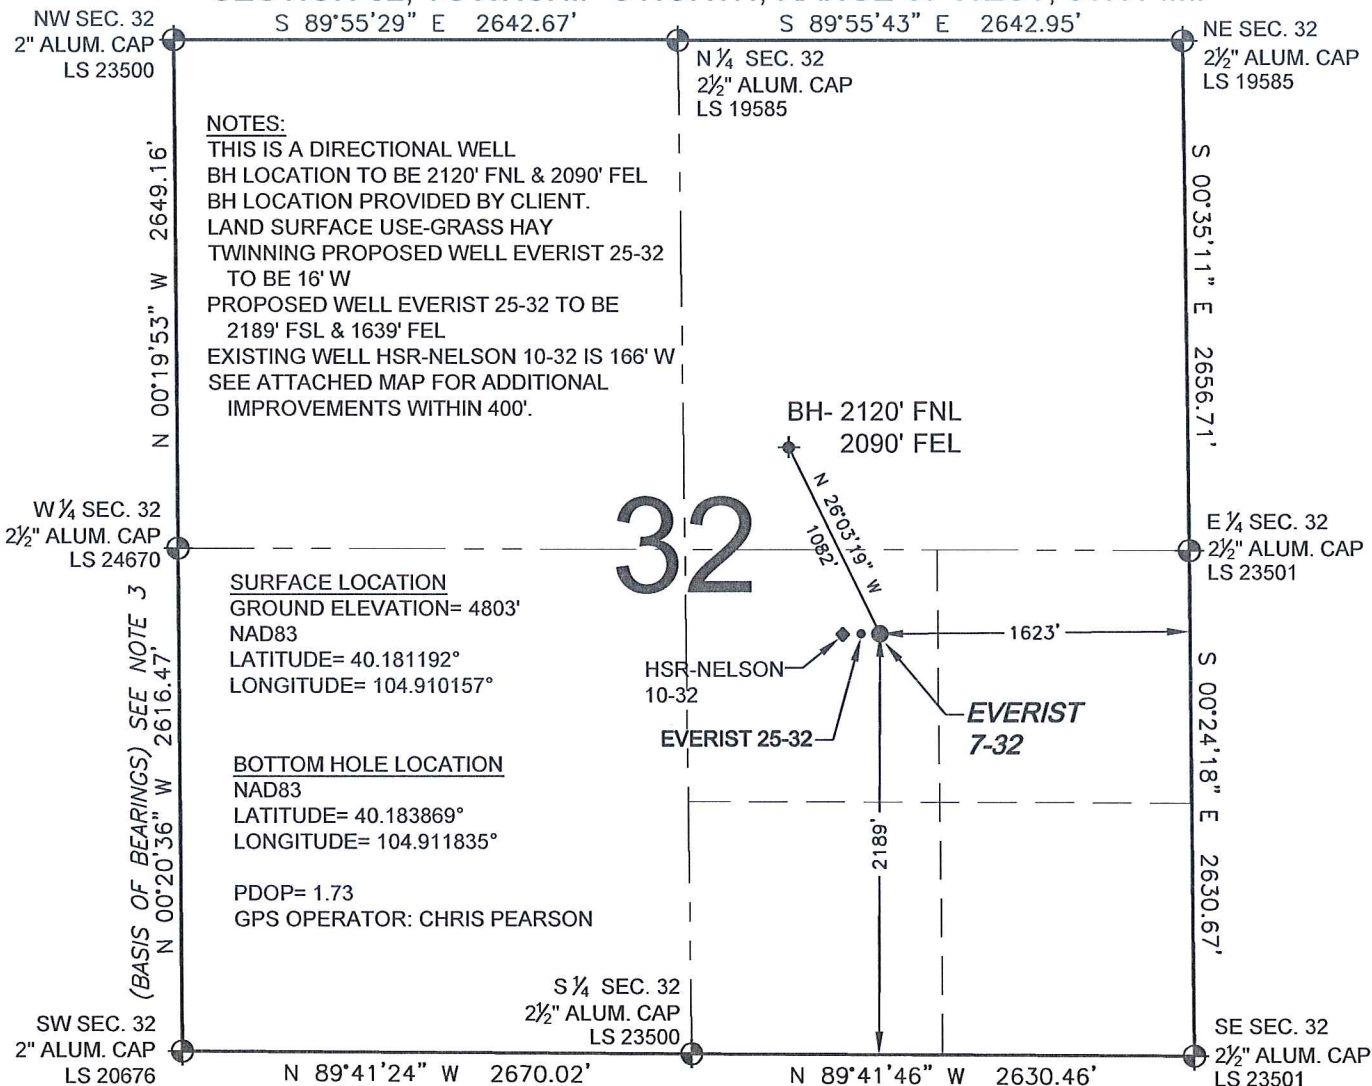 S 89°55'29" E 2642.67'
S 89°55'43" E 2642.95'
NW SEC. 32
2" ALUM. CAP
LS 23500
N ¼ SEC. 32
2½" ALUM. CAP
LS 19585
NE SEC. 32
2½" ALUM. CAP
LS 19585
NOTES:
THIS IS A DIRECTIONAL WELL
BH LOCATION TO BE 2120' FNL & 2090' FEL
BH LOCATION PROVIDED BY CLIENT.
LAND SURFACE USE-GRASS HAY
TWINNING PROPOSED WELL EVERIST 25-32
TO BE 16' W
PROPOSED WELL EVERIST 25-32 TO BE
2189' FSL & 1639' FEL
EXISTING WELL HSR-NELSON 10-32 IS 166' W
SEE ATTACHED MAP FOR ADDITIONAL
IMPROVEMENTS WITHIN 400'.
N 00°19'53" W 2649.16'
S 00°35'11" E 2656.71'
BH- 2120' FNL
2090' FEL
N 26°03'19" W
1082'
32
W ¼ SEC. 32
2½" ALUM. CAP
LS 24670
E ¼ SEC. 32
2½" ALUM. CAP
LS 23501
SURFACE LOCATION
GROUND ELEVATION= 4803'
NAD83
LATITUDE= 40.181192°
LONGITUDE= 104.910157°
1623'
HSR-NELSON
10-32
EVERIST 25-32
EVERIST
7-32
2189'
BOTTOM HOLE LOCATION
NAD83
LATITUDE= 40.183869°
LONGITUDE= 104.911835°
PDOP= 1.73
GPS OPERATOR: CHRIS PEARSON
(BASIS OF BEARINGS) SEE NOTE 3
N 00°20'36" W 2616.47'
S 00°24'18" E 2630.67'
SW SEC. 32
2" ALUM. CAP
LS 20676
S ¼ SEC. 32
2½" ALUM. CAP
LS 23500
SE SEC. 32
2½" ALUM. CAP
LS 23501
N 89°41'24" W 2670.02'
N 89°41'46" W 2630.46'